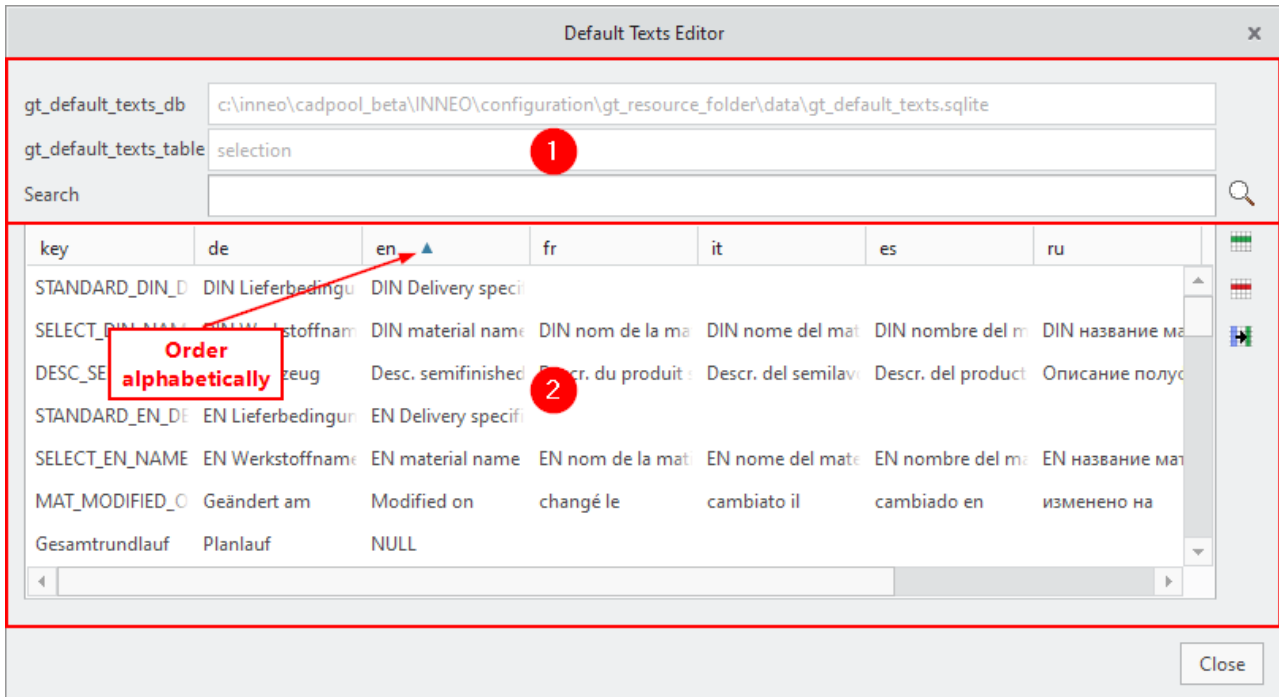 Default Texts Editor
gt_default_texts_db c:\inneo\cadpool_beta\INNEO\configuration\gt_resource_folder\data\gt_default_texts.sqlite
gt_default_texts_table selection
1
Search
key de en fr it es ru
STANDARD_DIN_D DIN Lieferbedingu DIN Delivery speci
DIN material name DIN nom de la ma DIN nome del mat DIN nombre del m DIN название ма
Order
alphabetically
DESC_SE zeug Desc. semifinished du produit Descr. del semilav Descr. del product Описание полус
2
STANDARD_EN_DE EN Lieferbedingun EN Delivery specif
SELECT_EN_NAME EN Werkstoffname EN material name EN nom de la mat EN nome del mate EN nombre del ma EN название мат
MAT_MODIFIED_O Geändert am Modified on changé le cambiato il cambiado en изменено на
Gesamtrundlauf Planlauf NULL
Close